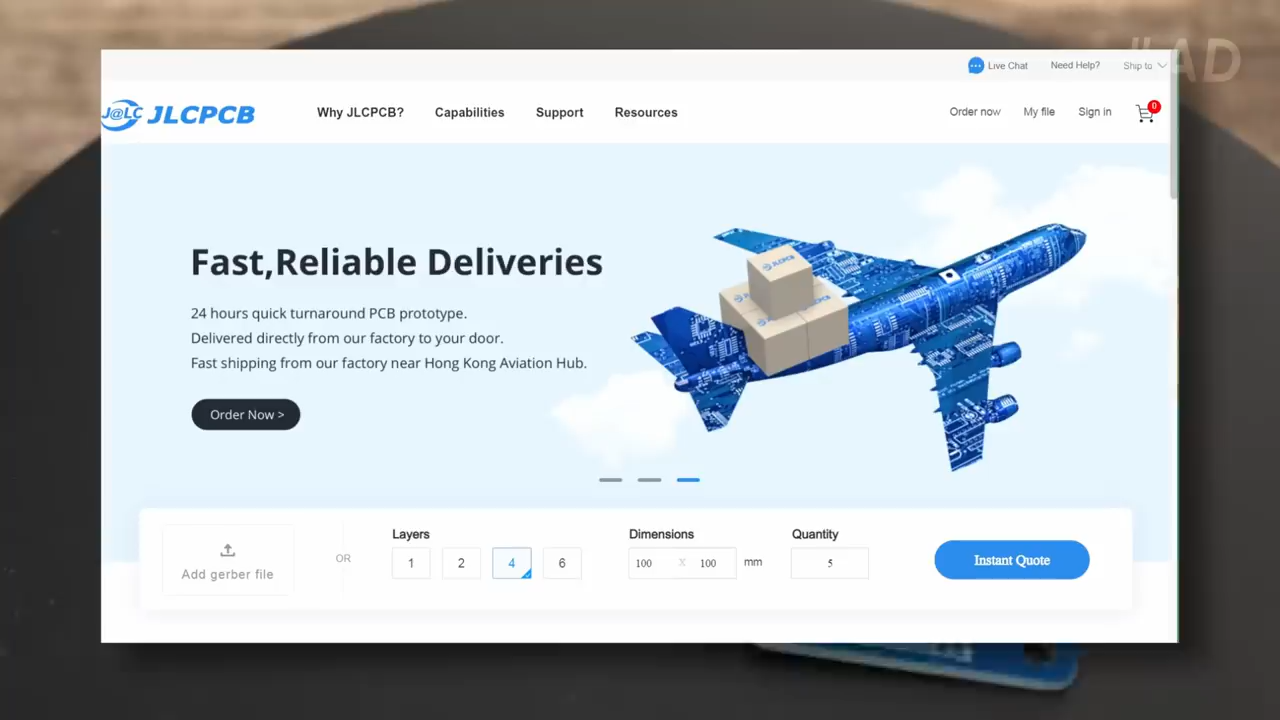 #AD
Live Chat Need Help? Ship to
J@LC JLCPCB Why JLCPCB? Capabilities Support Resources Order now My file Sign in 0
Fast,Reliable Deliveries
24 hours quick turnaround PCB prototype.
Delivered directly from our factory to your door.
Fast shipping from our factory near Hong Kong Aviation Hub.
Order Now >
JLCPCB
Layers Dimensions Quantity
Add gerber file OR 1 2 4 6 100 X 100 mm 5 Instant Quote